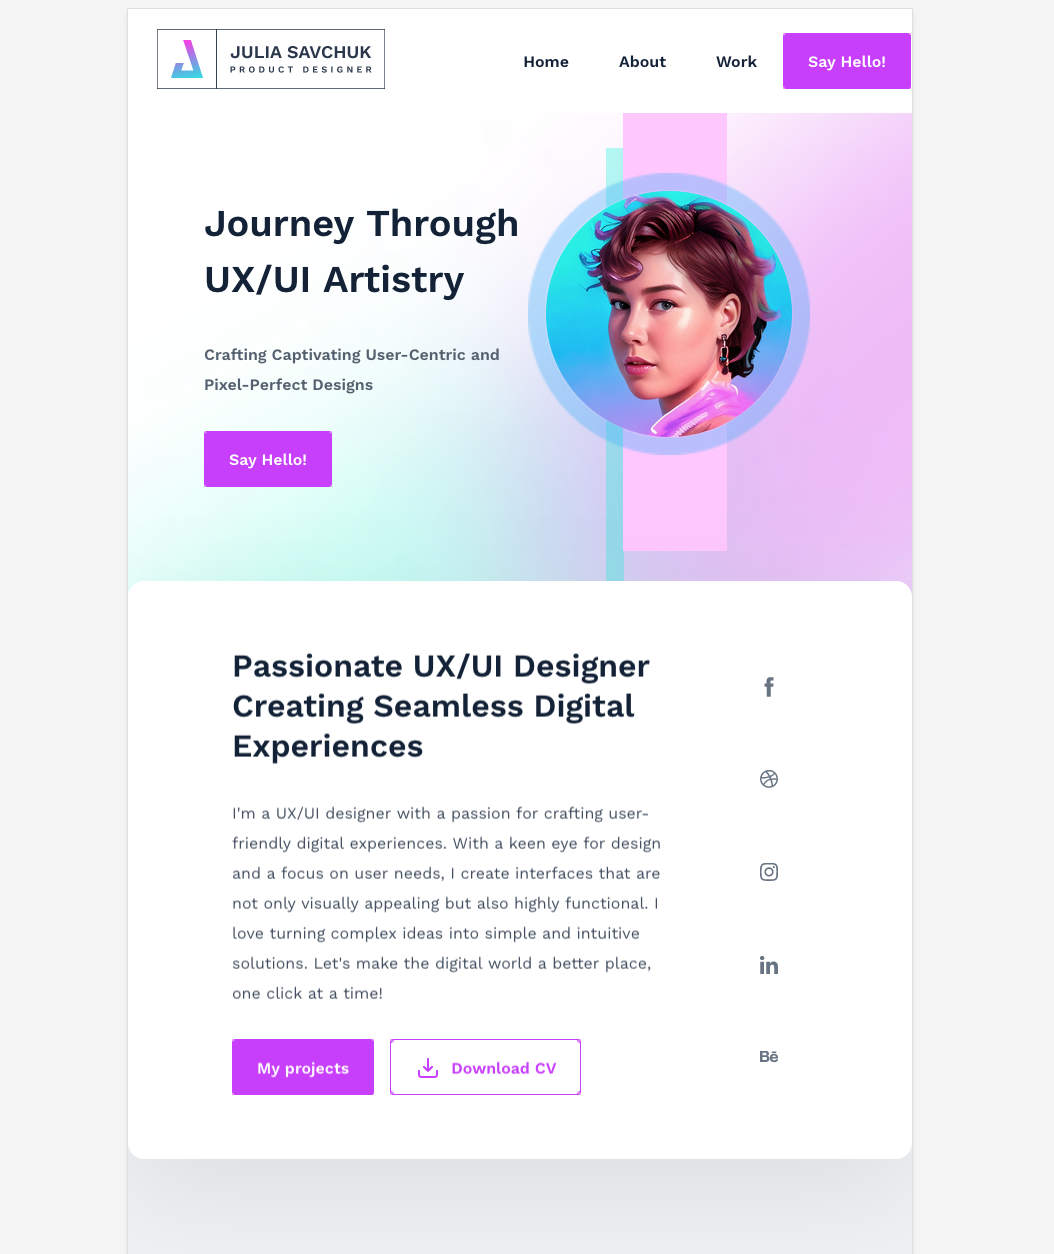 JULIA SAVCHUK
PRODUCT DESIGNER
Home About Work Say Hello!
Journey Through
UX/UI Artistry
Crafting Captivating User-Centric and
Pixel-Perfect Designs
Say Hello!
Passionate UX/UI Designer
Creating Seamless Digital
Experiences
I'm a UX/UI designer with a passion for crafting user-
friendly digital experiences. With a keen eye for design
and a focus on user needs, I create interfaces that are
not only visually appealing but also highly functional. I
love turning complex ideas into simple and intuitive
solutions. Let's make the digital world a better place,
one click at a time!
My projects Download CV
f
in
Bē